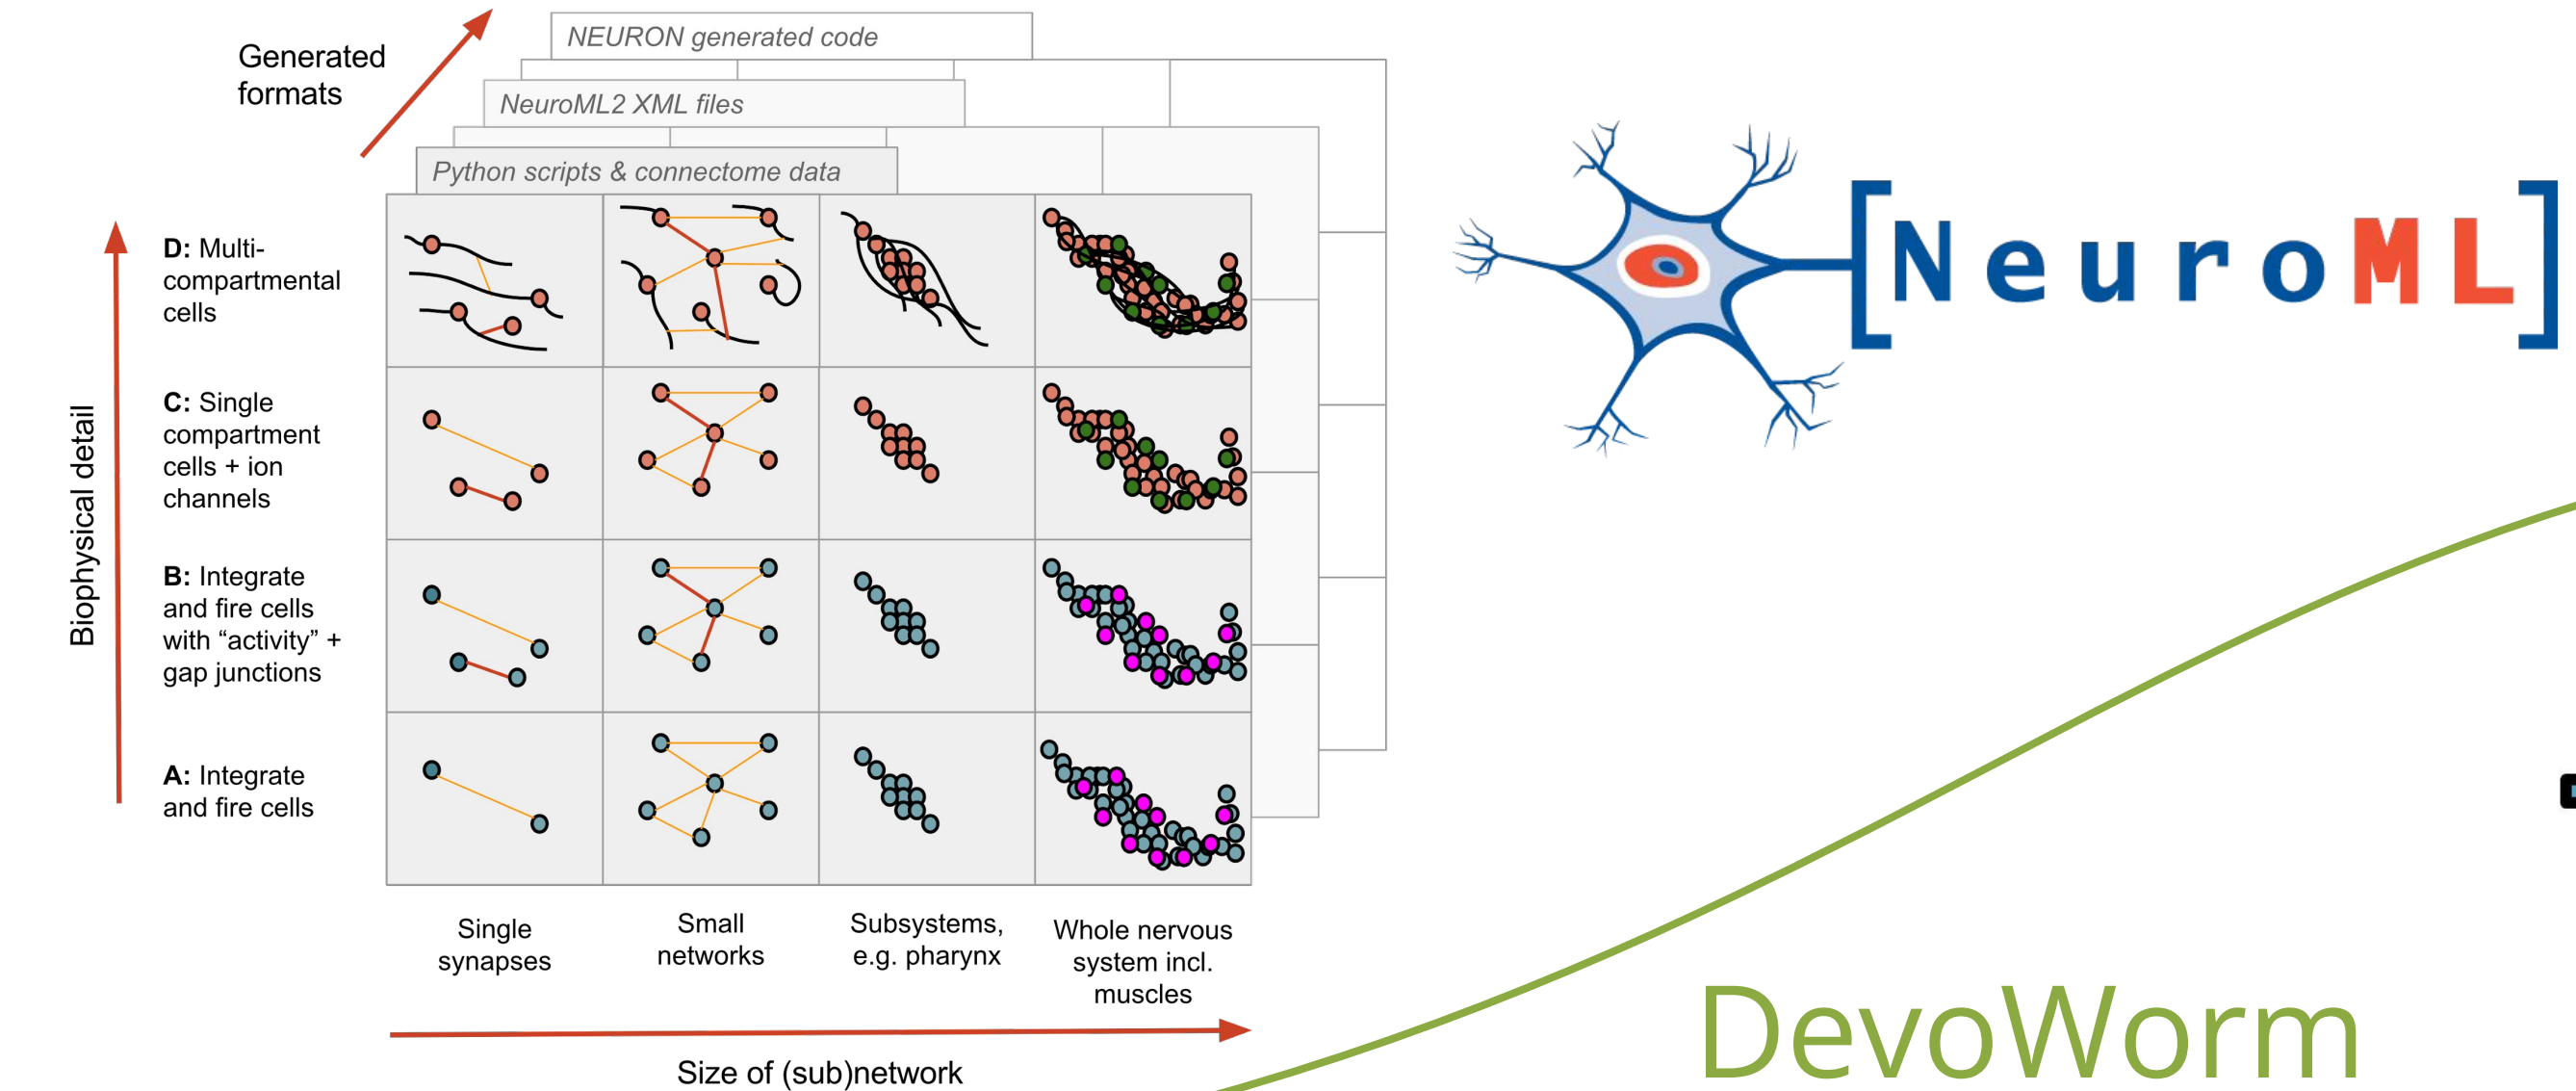 Generated
formats
NEURON generated code
NeuroML2 XML files
Python scripts & connectome data
Biophysical detail
D: Multi-
compartmental
cells
C: Single
compartment
cells + ion
channels
B: Integrate
and fire cells
with “activity” +
gap junctions
A: Integrate
and fire cells
Single
synapses
Small
networks
Subsystems,
e.g. pharynx
Whole nervous
system incl.
muscles
Size of (sub)network
[NeuroML]
DevoWorm